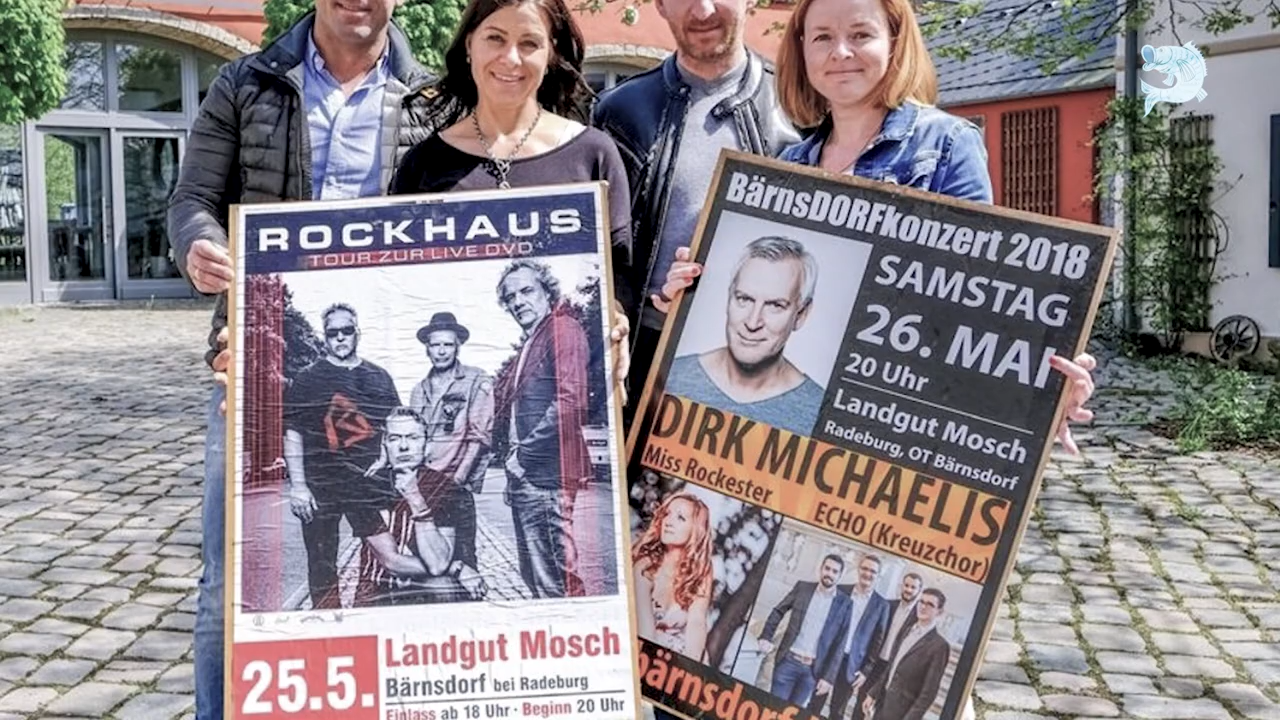 ROCKHAUS
TOUR ZUR LIVE DVD
25.5.
Landgut Mosch
Bärnsdorf bei Radeburg
Einlass ab 18 Uhr · Beginn 20 Uhr
BärnsDORFkonzert 2018
SAMSTAG
26. MAI
20 Uhr
Landgut Mosch
Radeburg, OT Bärnsdorf
DIRK MICHAELIS
Miss Rockester
ECHO (Kreuzchor)